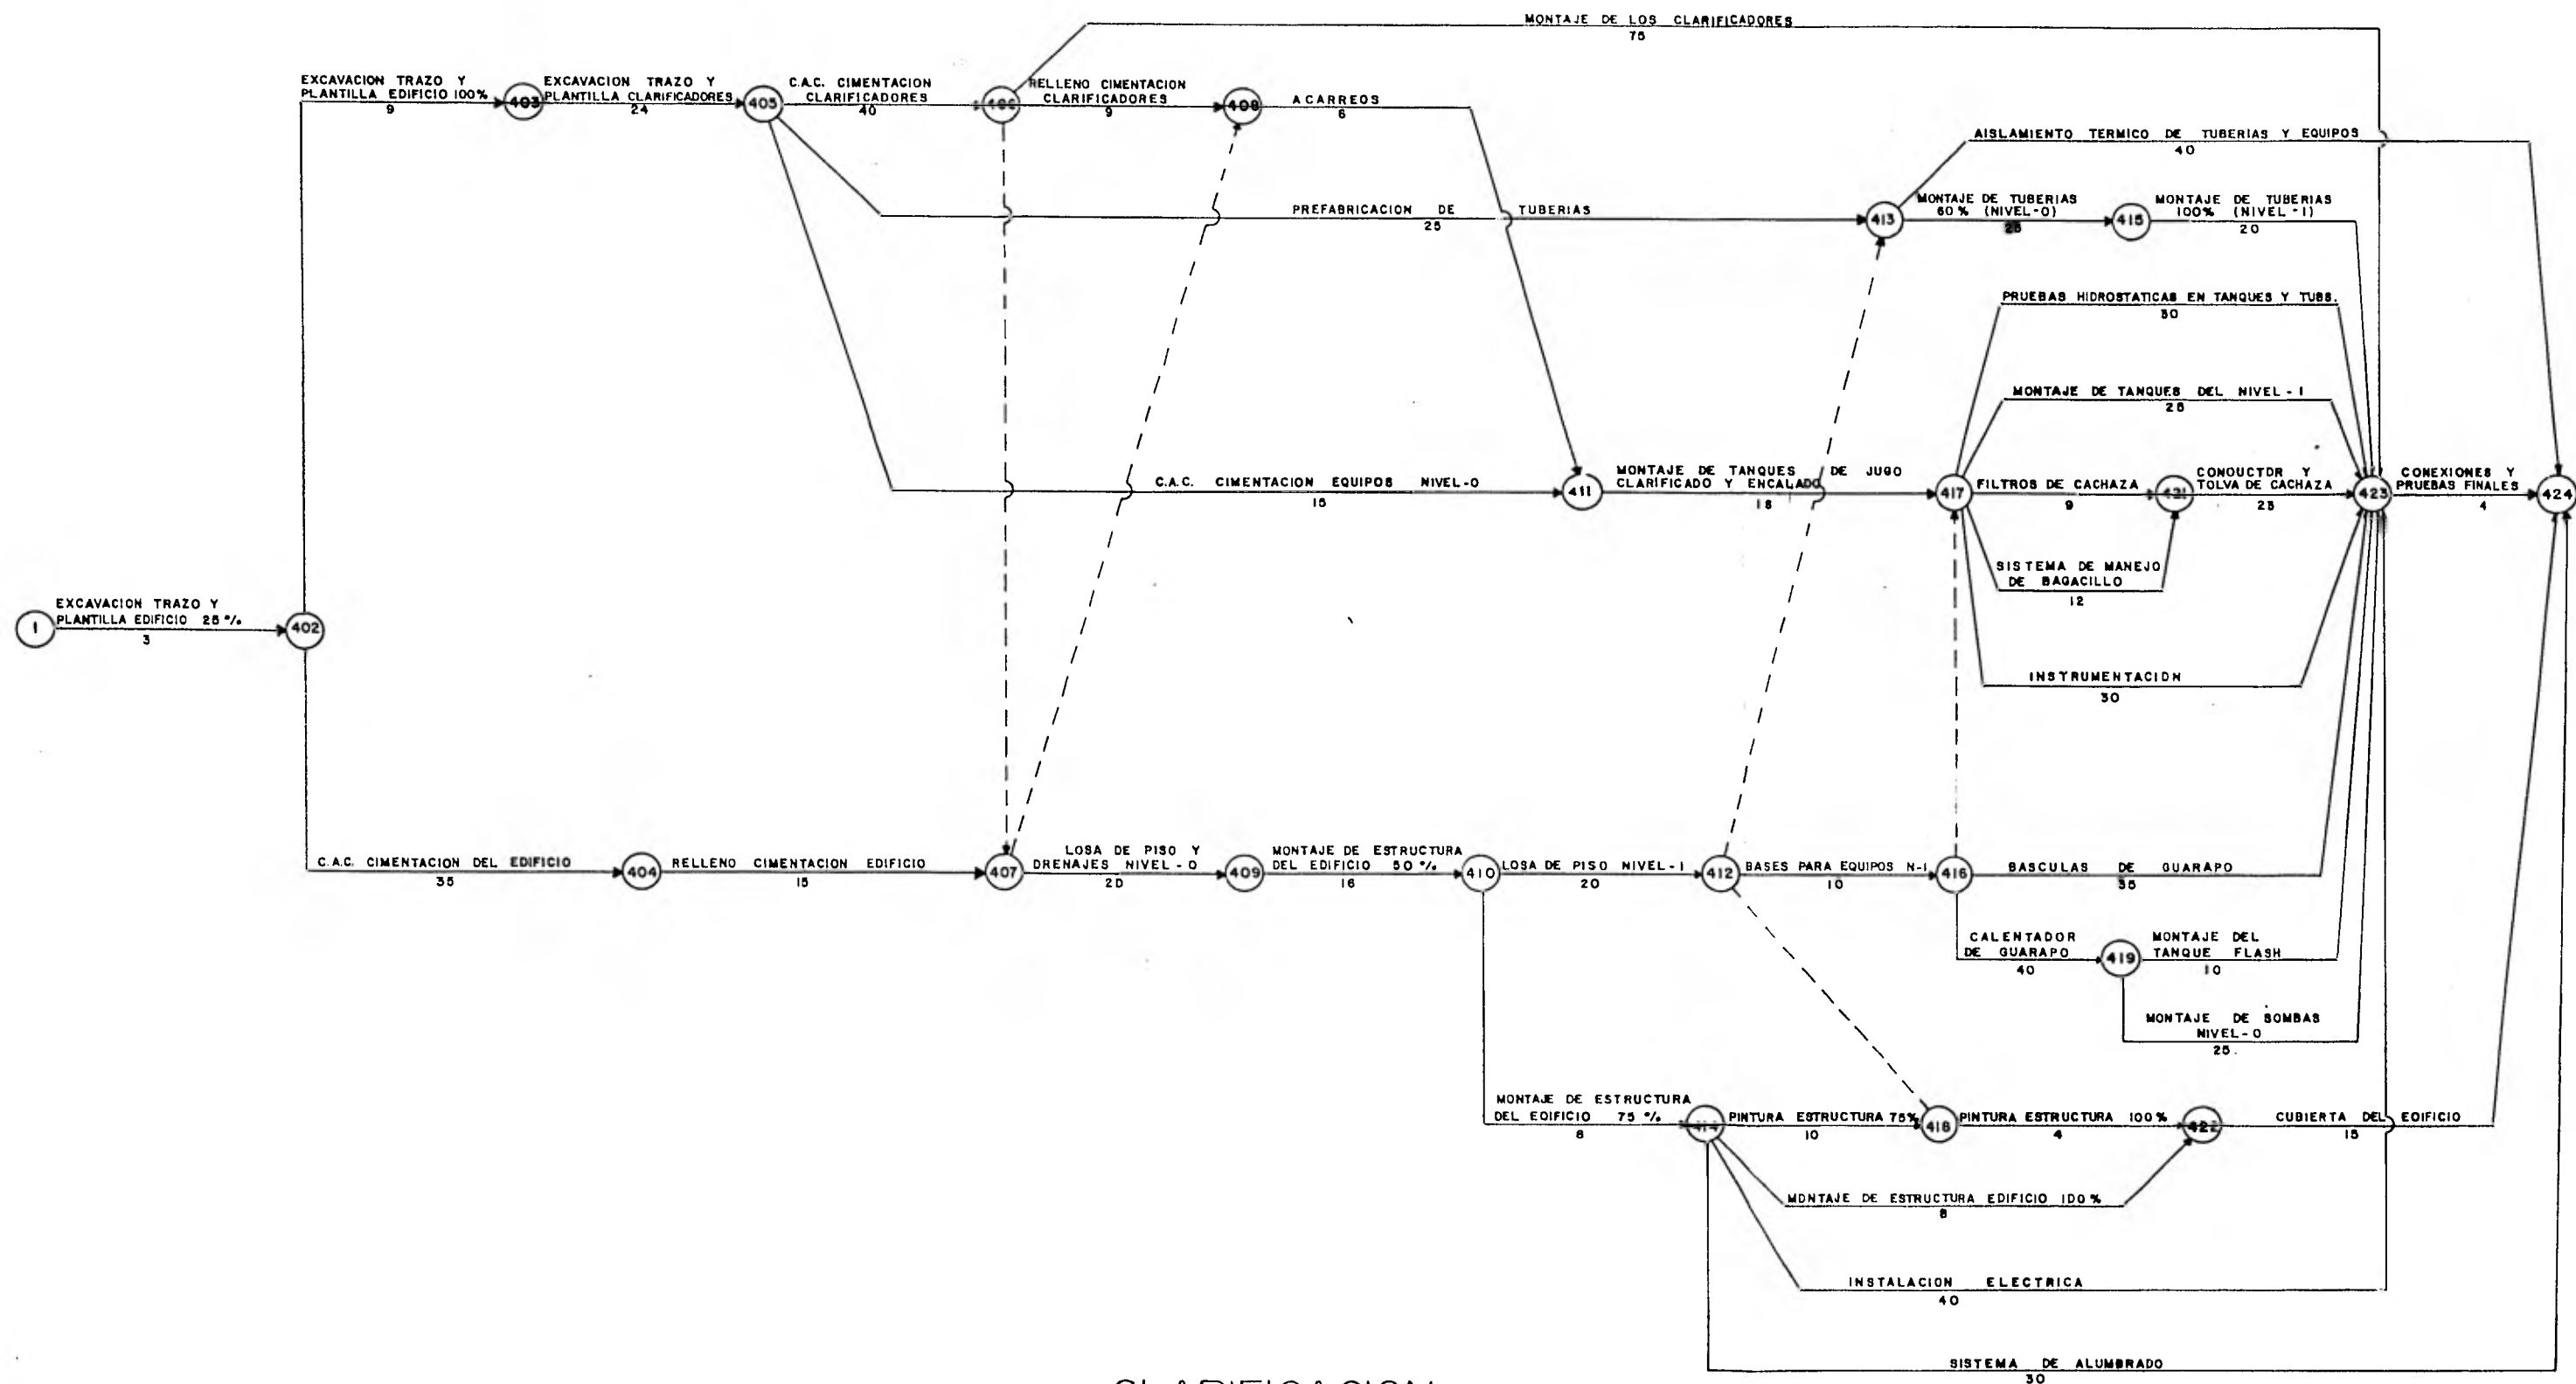 MONTAJE DE LOS CLARIFICADORES
75
EXCAVACION TRAZO Y
PLANTILLA EDIFICIO 100%
9
403
EXCAVACION TRAZO Y
PLANTILLA CLARIFICADORES
24
405
C.A.C. CIMENTACION
CLARIFICADORES
40
RELLENO CIMENTACION
CLARIFICADORES
9
408
ACARREOS
6
AISLAMIENTO TERMICO DE TUBERIAS Y EQUIPOS
40
PREFABRICACION DE TUBERIAS
25
413
MONTAJE DE TUBERIAS
60% (NIVEL-0)
415
MONTAJE DE TUBERIAS
100% (NIVEL-1)
20
PRUEBAS HIDROSTATICAS EN TANQUES Y TUBS.
30
MONTAJE DE TANQUES DEL NIVEL-1
25
C.A.C. CIMENTACION EQUIPOS NIVEL-0
15
411
MONTAJE DE TANQUES DE JUGO
CLARIFICADO Y ENCALADO
18
417
FILTROS DE CACHAZA
9
421
CONDUCTOR Y
TOLVA DE CACHAZA
25
423
CONEXIONES Y
PRUEBAS FINALES
4
424
SISTEMA DE MANEJO
DE BAGACILLO
12
1
EXCAVACION TRAZO Y
PLANTILLA EDIFICIO 25%
3
402
INSTRUMENTACION
30
C.A.C. CIMENTACION DEL EDIFICIO
35
404
RELLENO CIMENTACION EDIFICIO
15
407
LOSA DE PISO Y
DRENAJES NIVEL-0
20
409
MONTAJE DE ESTRUCTURA
DEL EDIFICIO 50%
16
410
LOSA DE PISO NIVEL-1
20
412
BASES PARA EQUIPOS N-1
10
416
BASCULAS DE GUARAPO
35
CALENTADOR
DE GUARAPO
40
419
MONTAJE DEL
TANQUE FLASH
10
MONTAJE DE BOMBAS
NIVEL-0
25
MONTAJE DE ESTRUCTURA
DEL EDIFICIO 75%
414
PINTURA ESTRUCTURA 75%
10
418
PINTURA ESTRUCTURA 100%
4
422
CUBIERTA DEL EDIFICIO
15
MONTAJE DE ESTRUCTURA EDIFICIO 100%
8
INSTALACION ELECTRICA
40
SISTEMA DE ALUMBRADO
30
CLARIFICACION